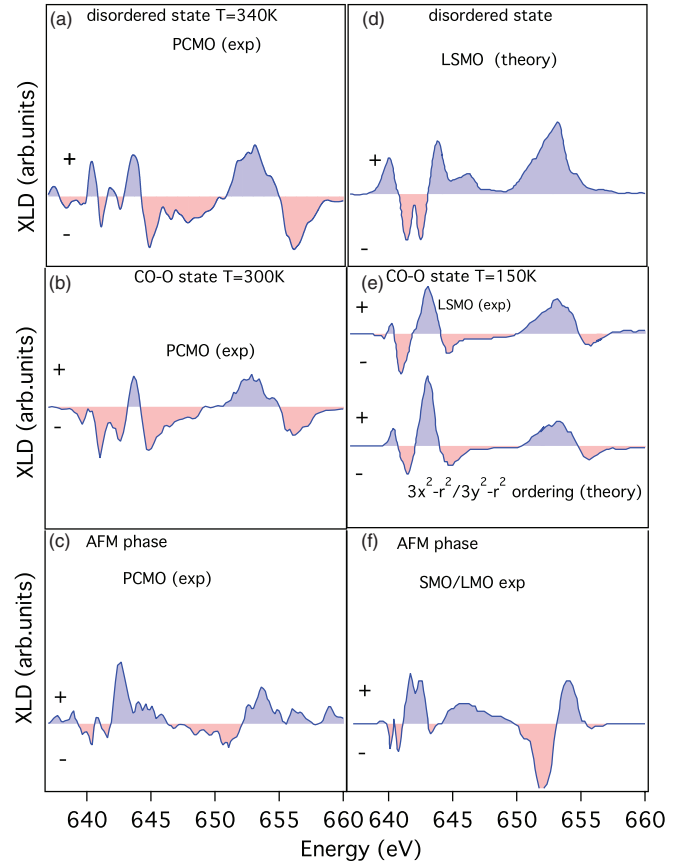 (a) disordered state T=340K
PCMO (exp)
XLD (arb.units)
+
-
(d) disordered state
LSMO (theory)
+
-
(b) CO-O state T=300K
PCMO (exp)
XLD (arb.units)
+
-
(e) CO-O state T=150K
LSMO (exp)
+
-
+
-
3x²-r²/3y²-r² ordering (theory)
(c) AFM phase
PCMO (exp)
XLD (arb.units)
+
-
(f) AFM phase
SMO/LMO exp
+
-
640 645 650 655 660 640 645 650 655 660
Energy (eV)